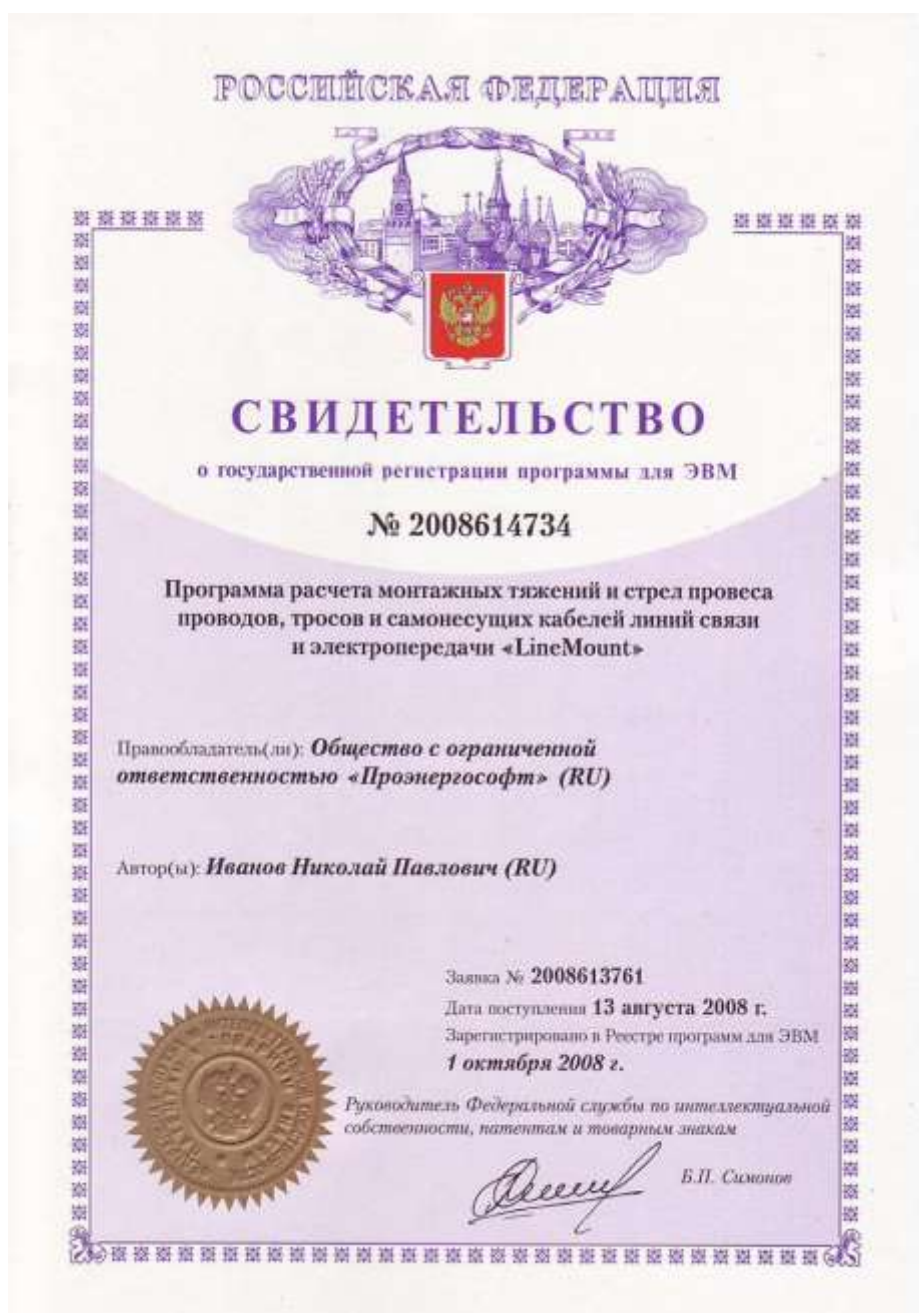 РОССИЙСКАЯ ФЕДЕРАЦИЯ
СВИДЕТЕЛЬСТВО
о государственной регистрации программы для ЭВМ
№ 2008614734
Программа расчета монтажных тяжений и стрел провеса
проводов, тросов и самонесущих кабелей линий связи
и электропередачи «LineMount»
Правообладатель(ли): Общество с ограниченной
ответственностью «Проэнергософт» (RU)
Автор(ы): Иванов Николай Павлович (RU)
Заявка № 2008613761
Дата поступления 13 августа 2008 г.
Зарегистрировано в Реестре программ для ЭВМ
1 октября 2008 г.
Руководитель Федеральной службы по интеллектуальной
собственности, патентам и товарным знакам
Б.П. Симонов